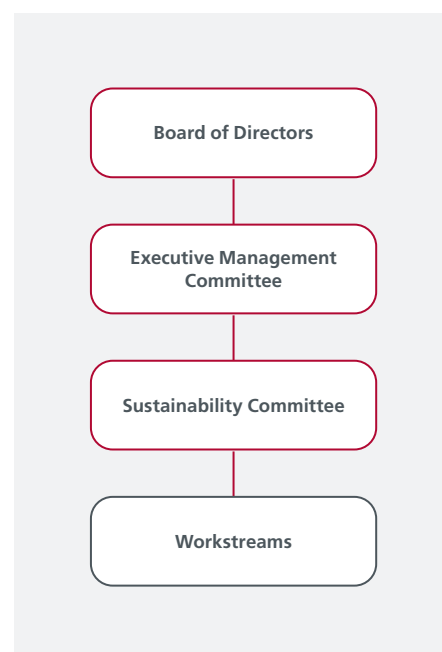 Board of Directors
Executive Management
Committee
Sustainability Committee
Workstreams